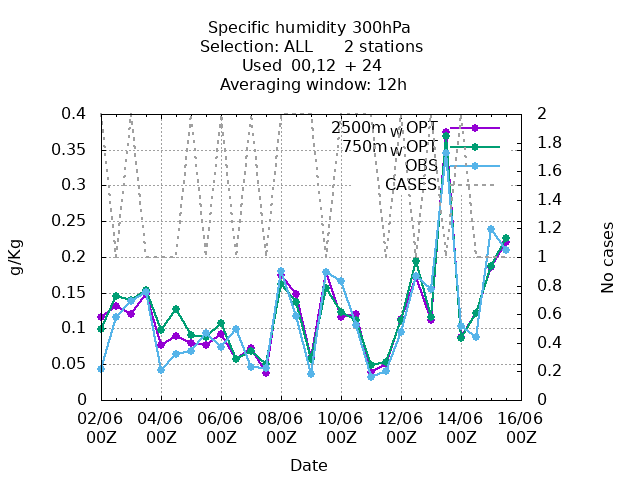 Specific humidity 300hPa
Selection: ALL 2 stations
Used 00,12 + 24
Averaging window: 12h
0.4 2
2500m w OPT
0.35 750m w OPT 1.8
OBS 1.6
0.3 CASES
0.25 1.4
1.2
g/Kg No cases
0.2 1
0.15 0.8
0.1 0.6
0.4
0.05 0.2
0 0
02/06 04/06 06/06 08/06 10/06 12/06 14/06 16/06
00Z 00Z 00Z 00Z 00Z 00Z 00Z 00Z
Date